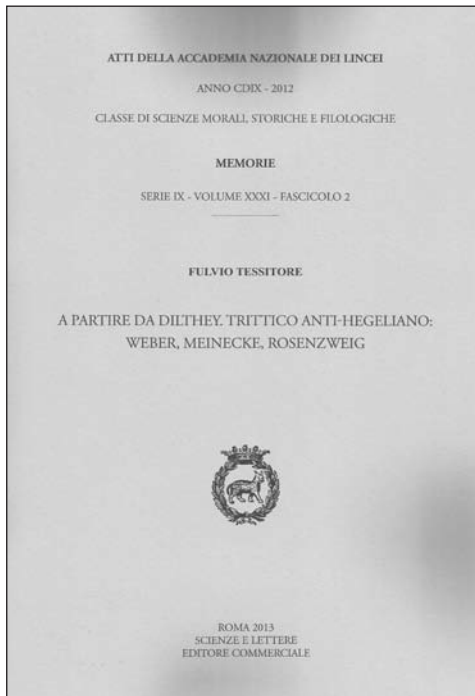 ATTI DELLA ACCADEMIA NAZIONALE DEI LINCEI
ANNO CDIX - 2012
CLASSE DI SCIENZE MORALI, STORICHE E FILOLOGICHE
MEMORIE
SERIE IX - VOLUME XXXI - FASCICOLO 2
FULVIO TESSITORE
A PARTIRE DA DILTHEY. TRITTICO ANTI-HEGELIANO:
WEBER, MEINECKE, ROSENZWEIG
ROMA 2013
SCIENZE E LETTERE
EDITORE COMMERCIALE